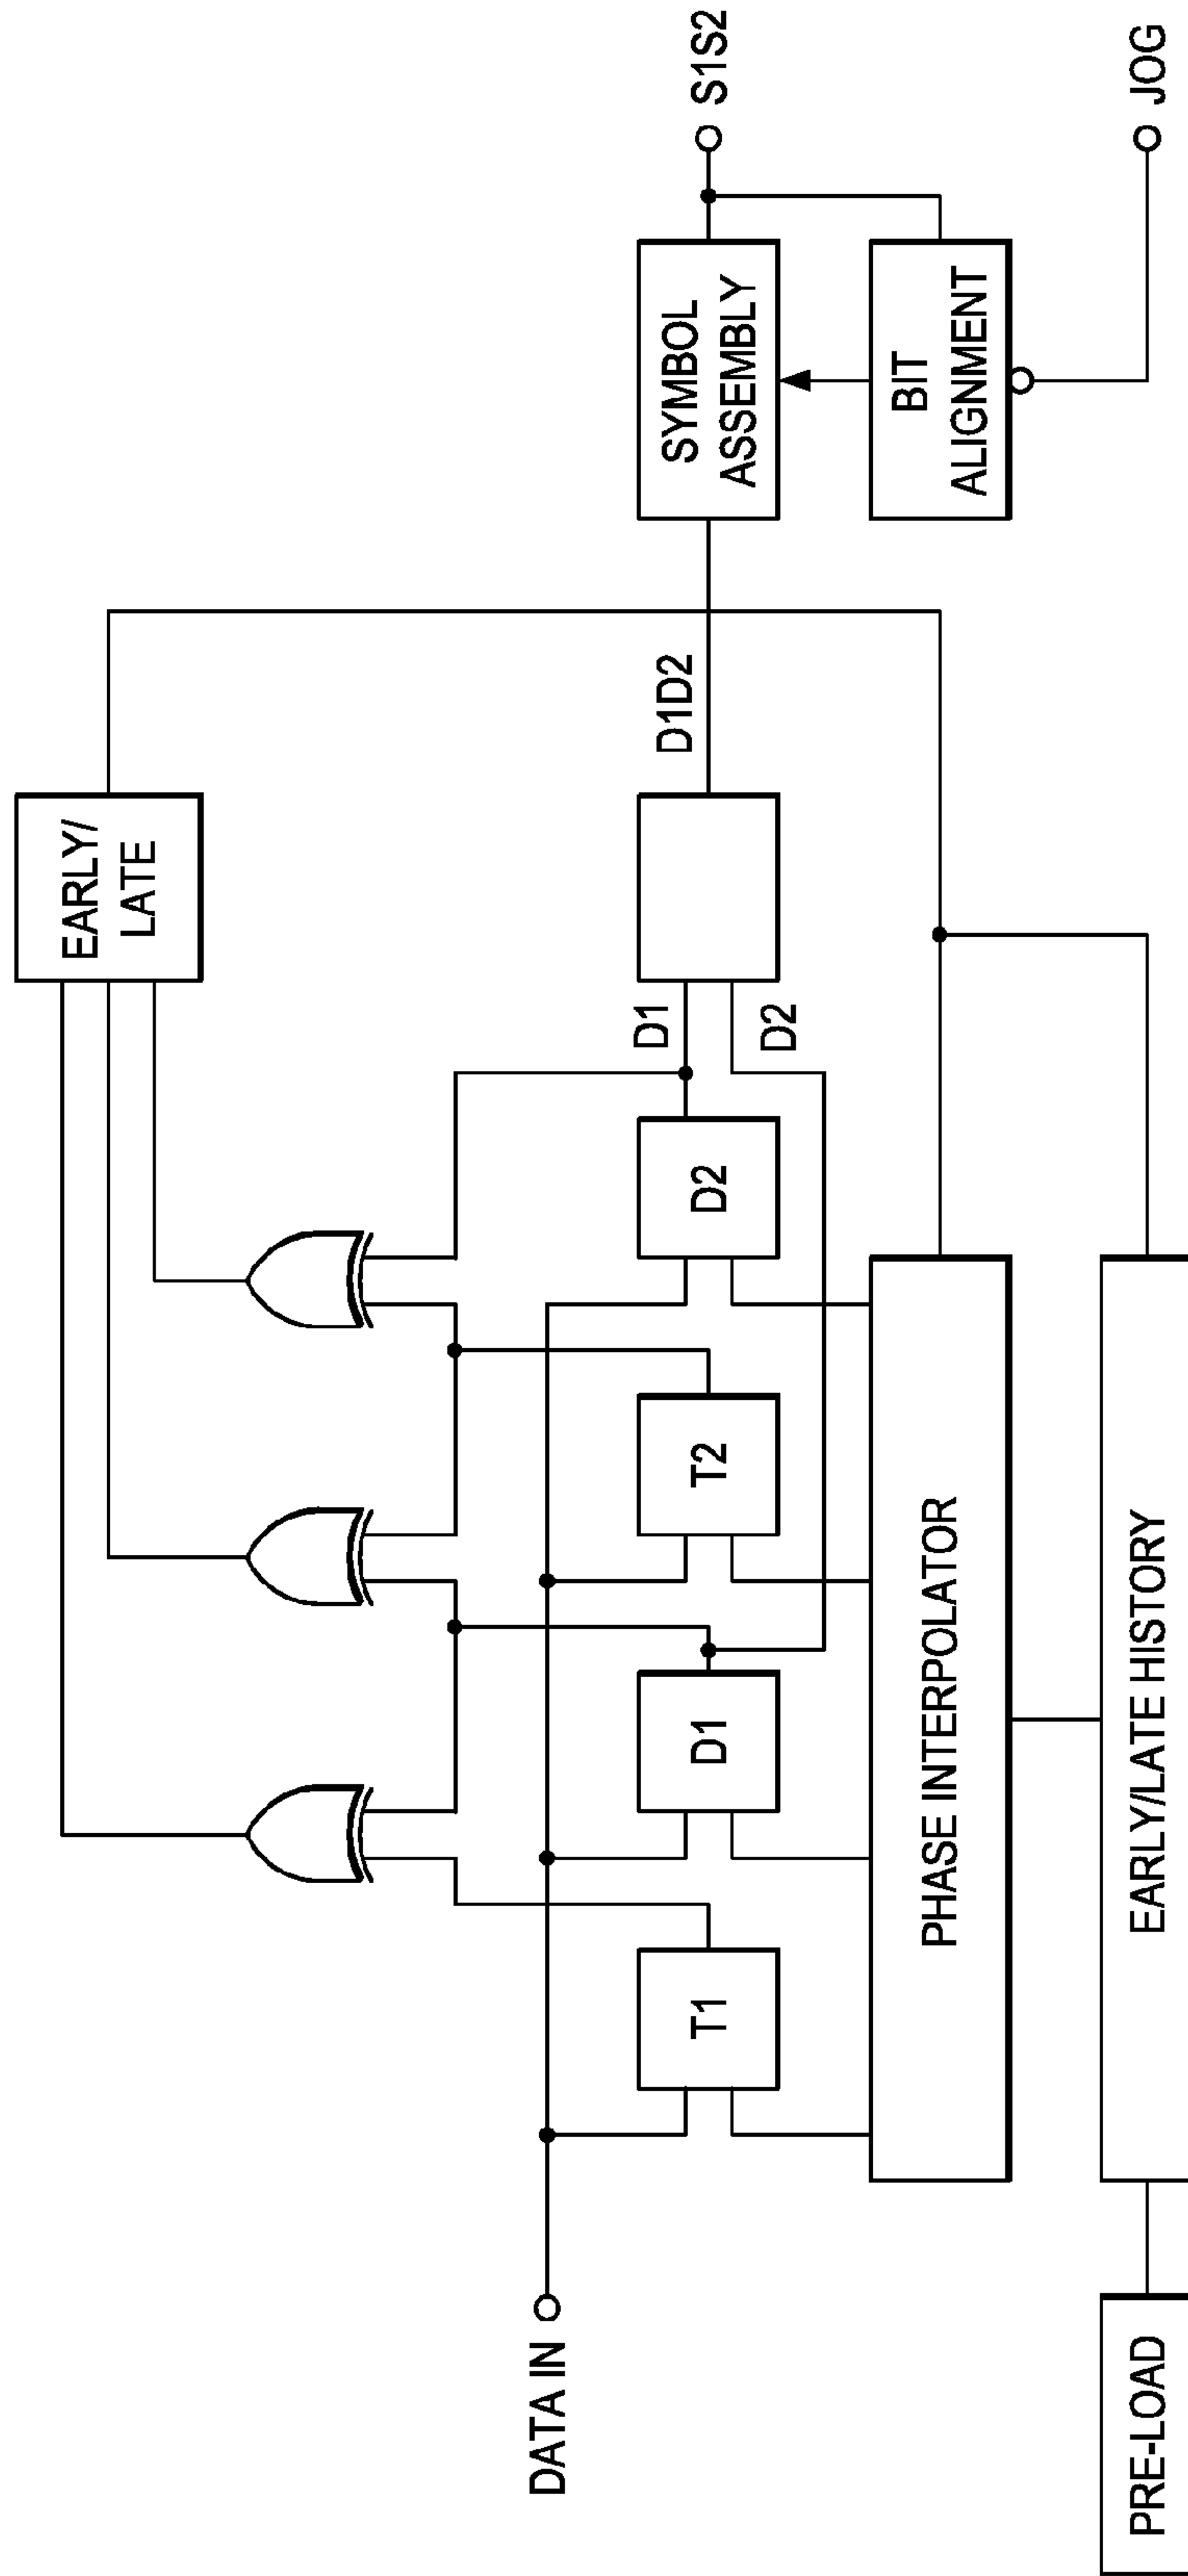 EARLY/
LATE
DATA IN
T1
D1
T2
D2
D1
D2
D1D2
SYMBOL
ASSEMBLY
S1S2
PHASE INTERPOLATOR
BIT
ALIGNMENT
PRE-LOAD
EARLY/LATE HISTORY
JOG